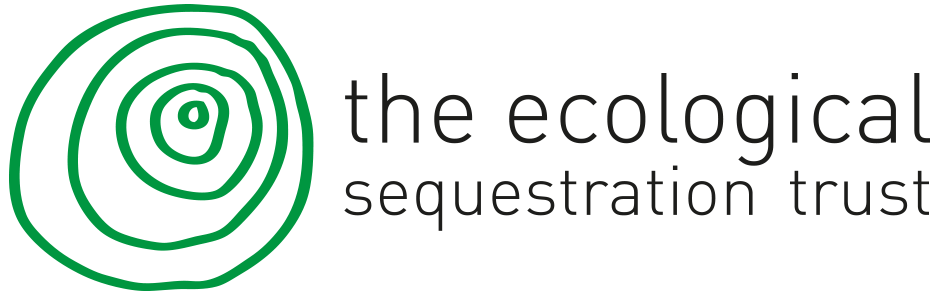 the ecological
sequestration trust